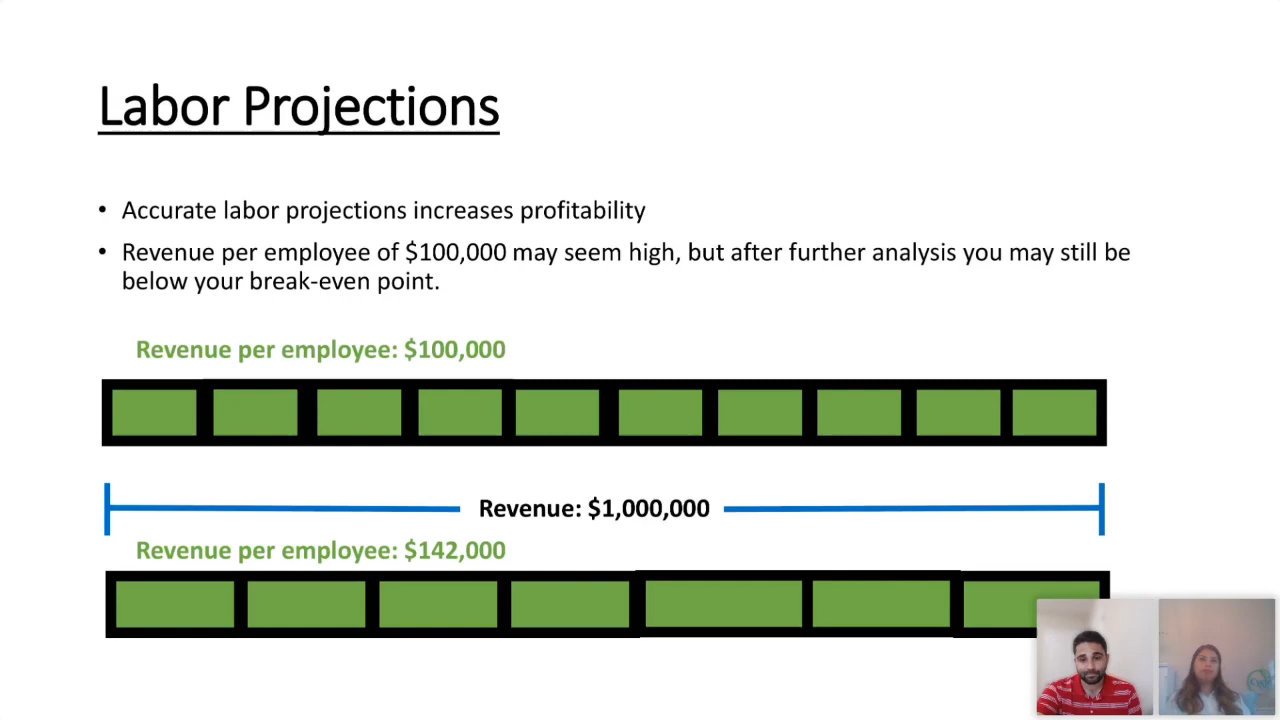 Labor Projections
• Accurate labor projections increases profitability
• Revenue per employee of $100,000 may seem high, but after further analysis you may still be
below your break-even point.
Revenue per employee: $100,000
Revenue: $1,000,000
Revenue per employee: $142,000